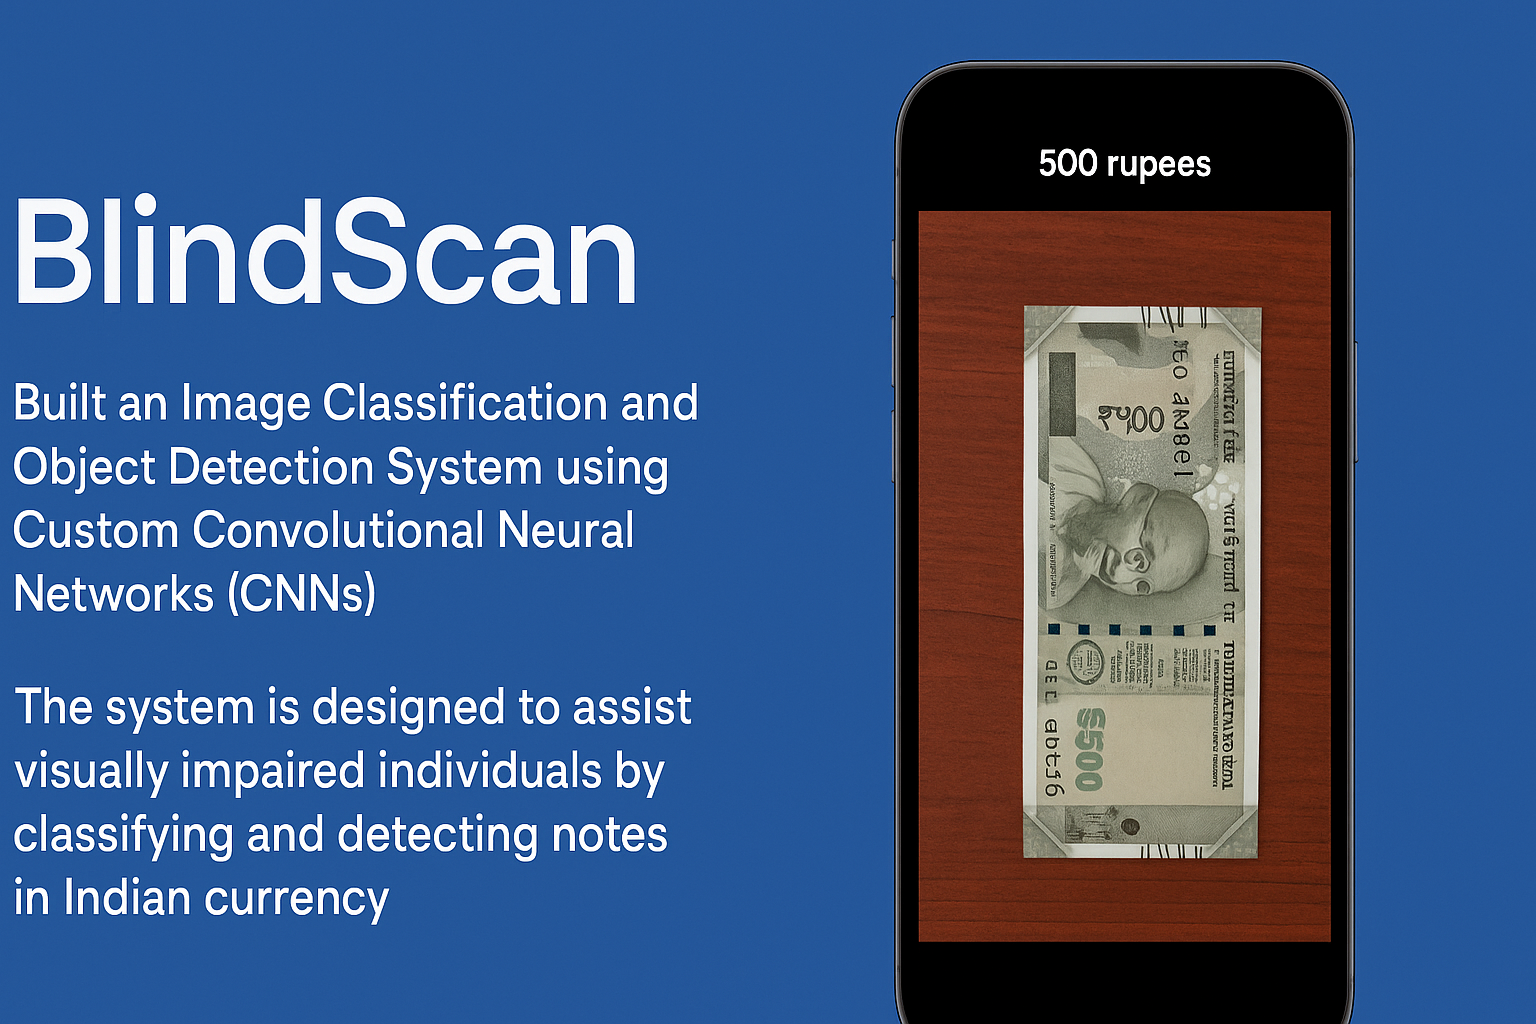 BlindScan
Built an Image Classification and
Object Detection System using
Custom Convolutional Neural
Networks (CNNs)
The system is designed to assist
visually impaired individuals by
classifying and detecting notes
in Indian currency
500 rupees
500